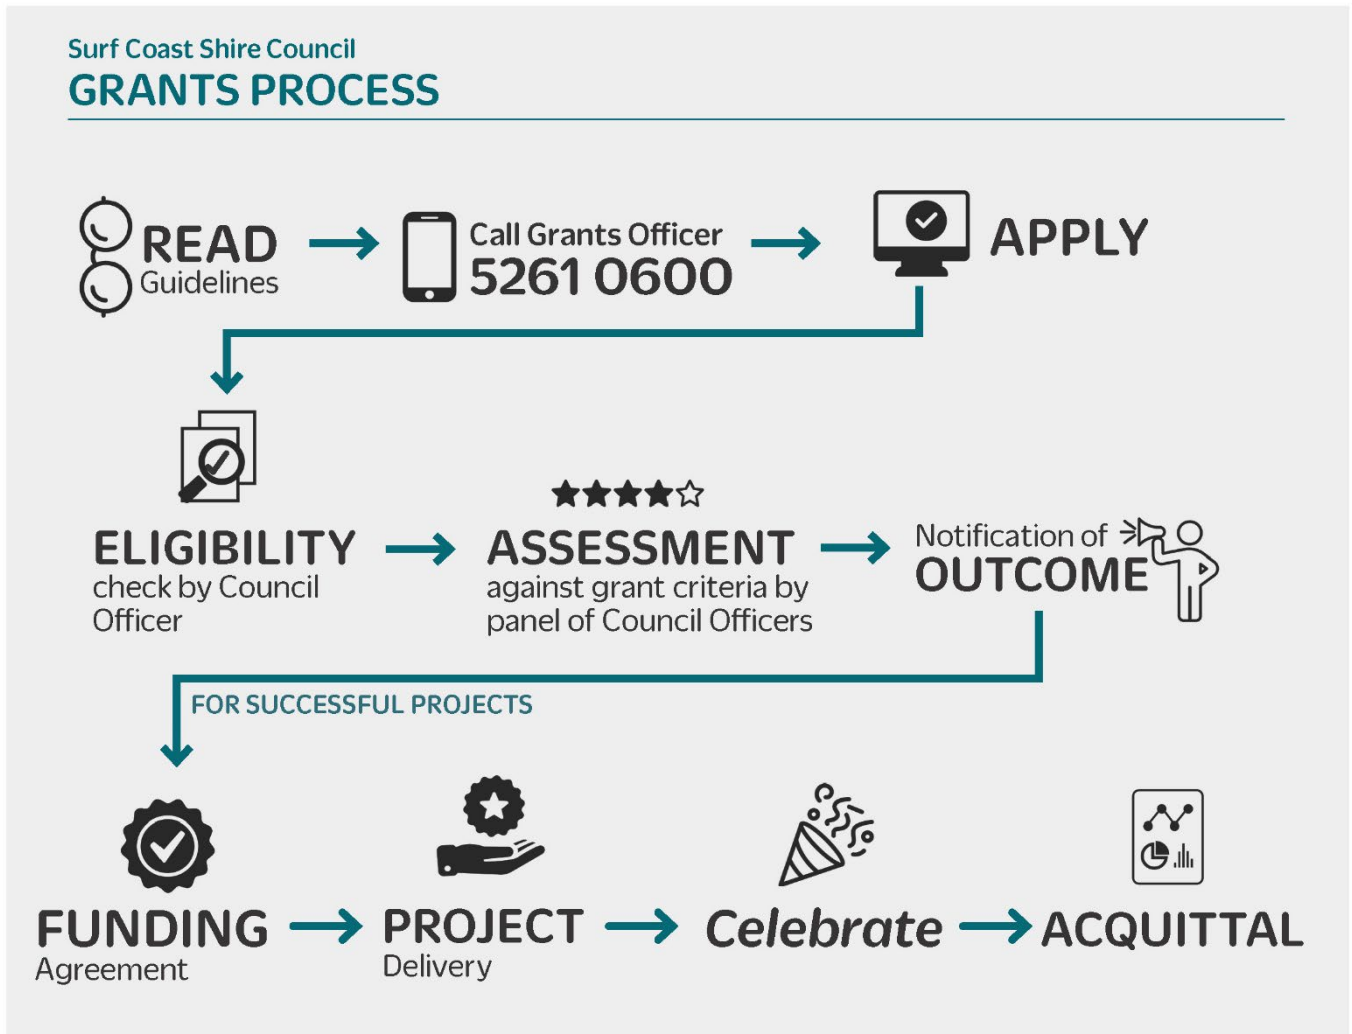 Surf Coast Shire Council
GRANTS PROCESS
READ
Guidelines
Call Grants Officer
5261 0600
APPLY
ELIGIBILITY
check by Council
Officer
ASSESSMENT
against grant criteria by
panel of Council Officers
Notification of
OUTCOME
FOR SUCCESSFUL PROJECTS
FUNDING
Agreement
PROJECT
Delivery
Celebrate
ACQUITTAL